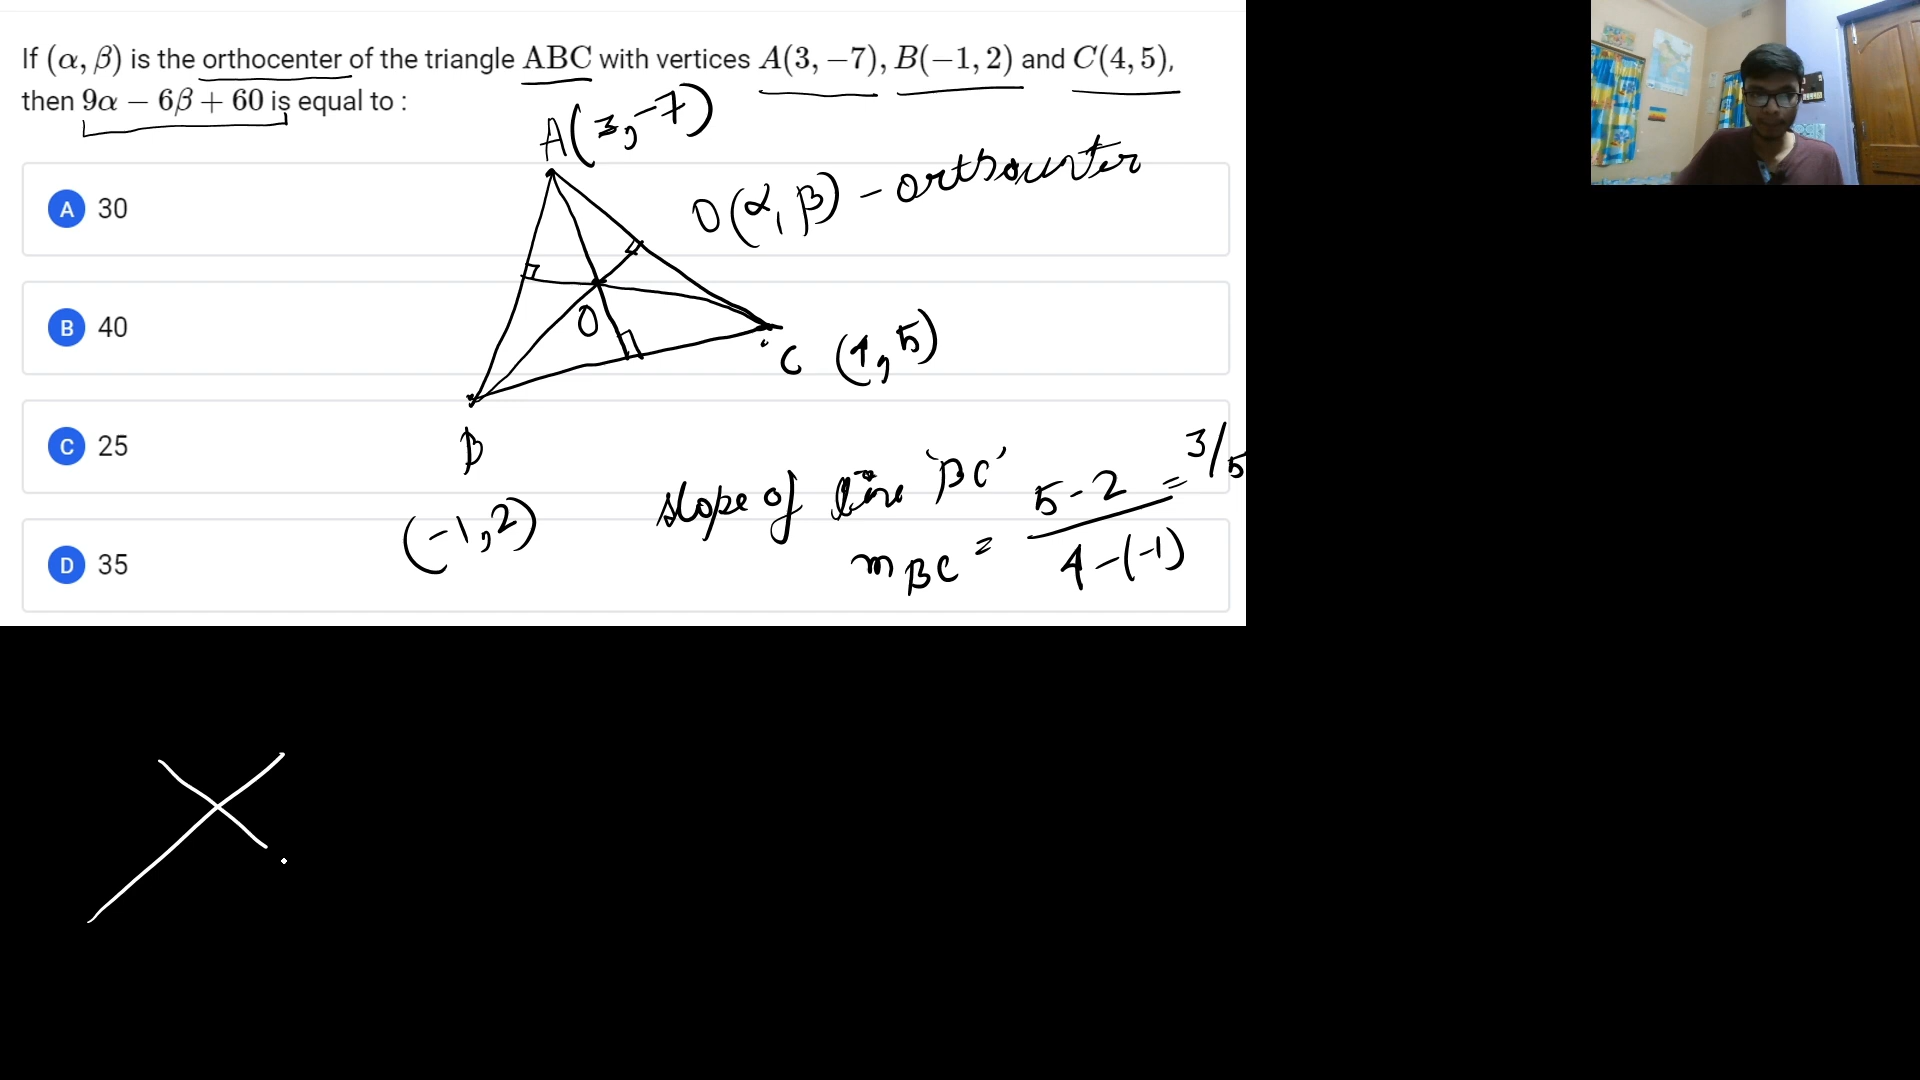 If (α, β) is the orthocenter of the triangle ABC with vertices A(3, −7), B(−1, 2) and C(4, 5),
then 9α − 6β + 60 is equal to :
A(3,-7)
O(α, β) - orthocenter
A 30
O
B 40
C (4,5)
C 25
B
(-1,2)
slope of line 'BC'
m BC = 5-2 / 4-(-1) = 3/5
D 35